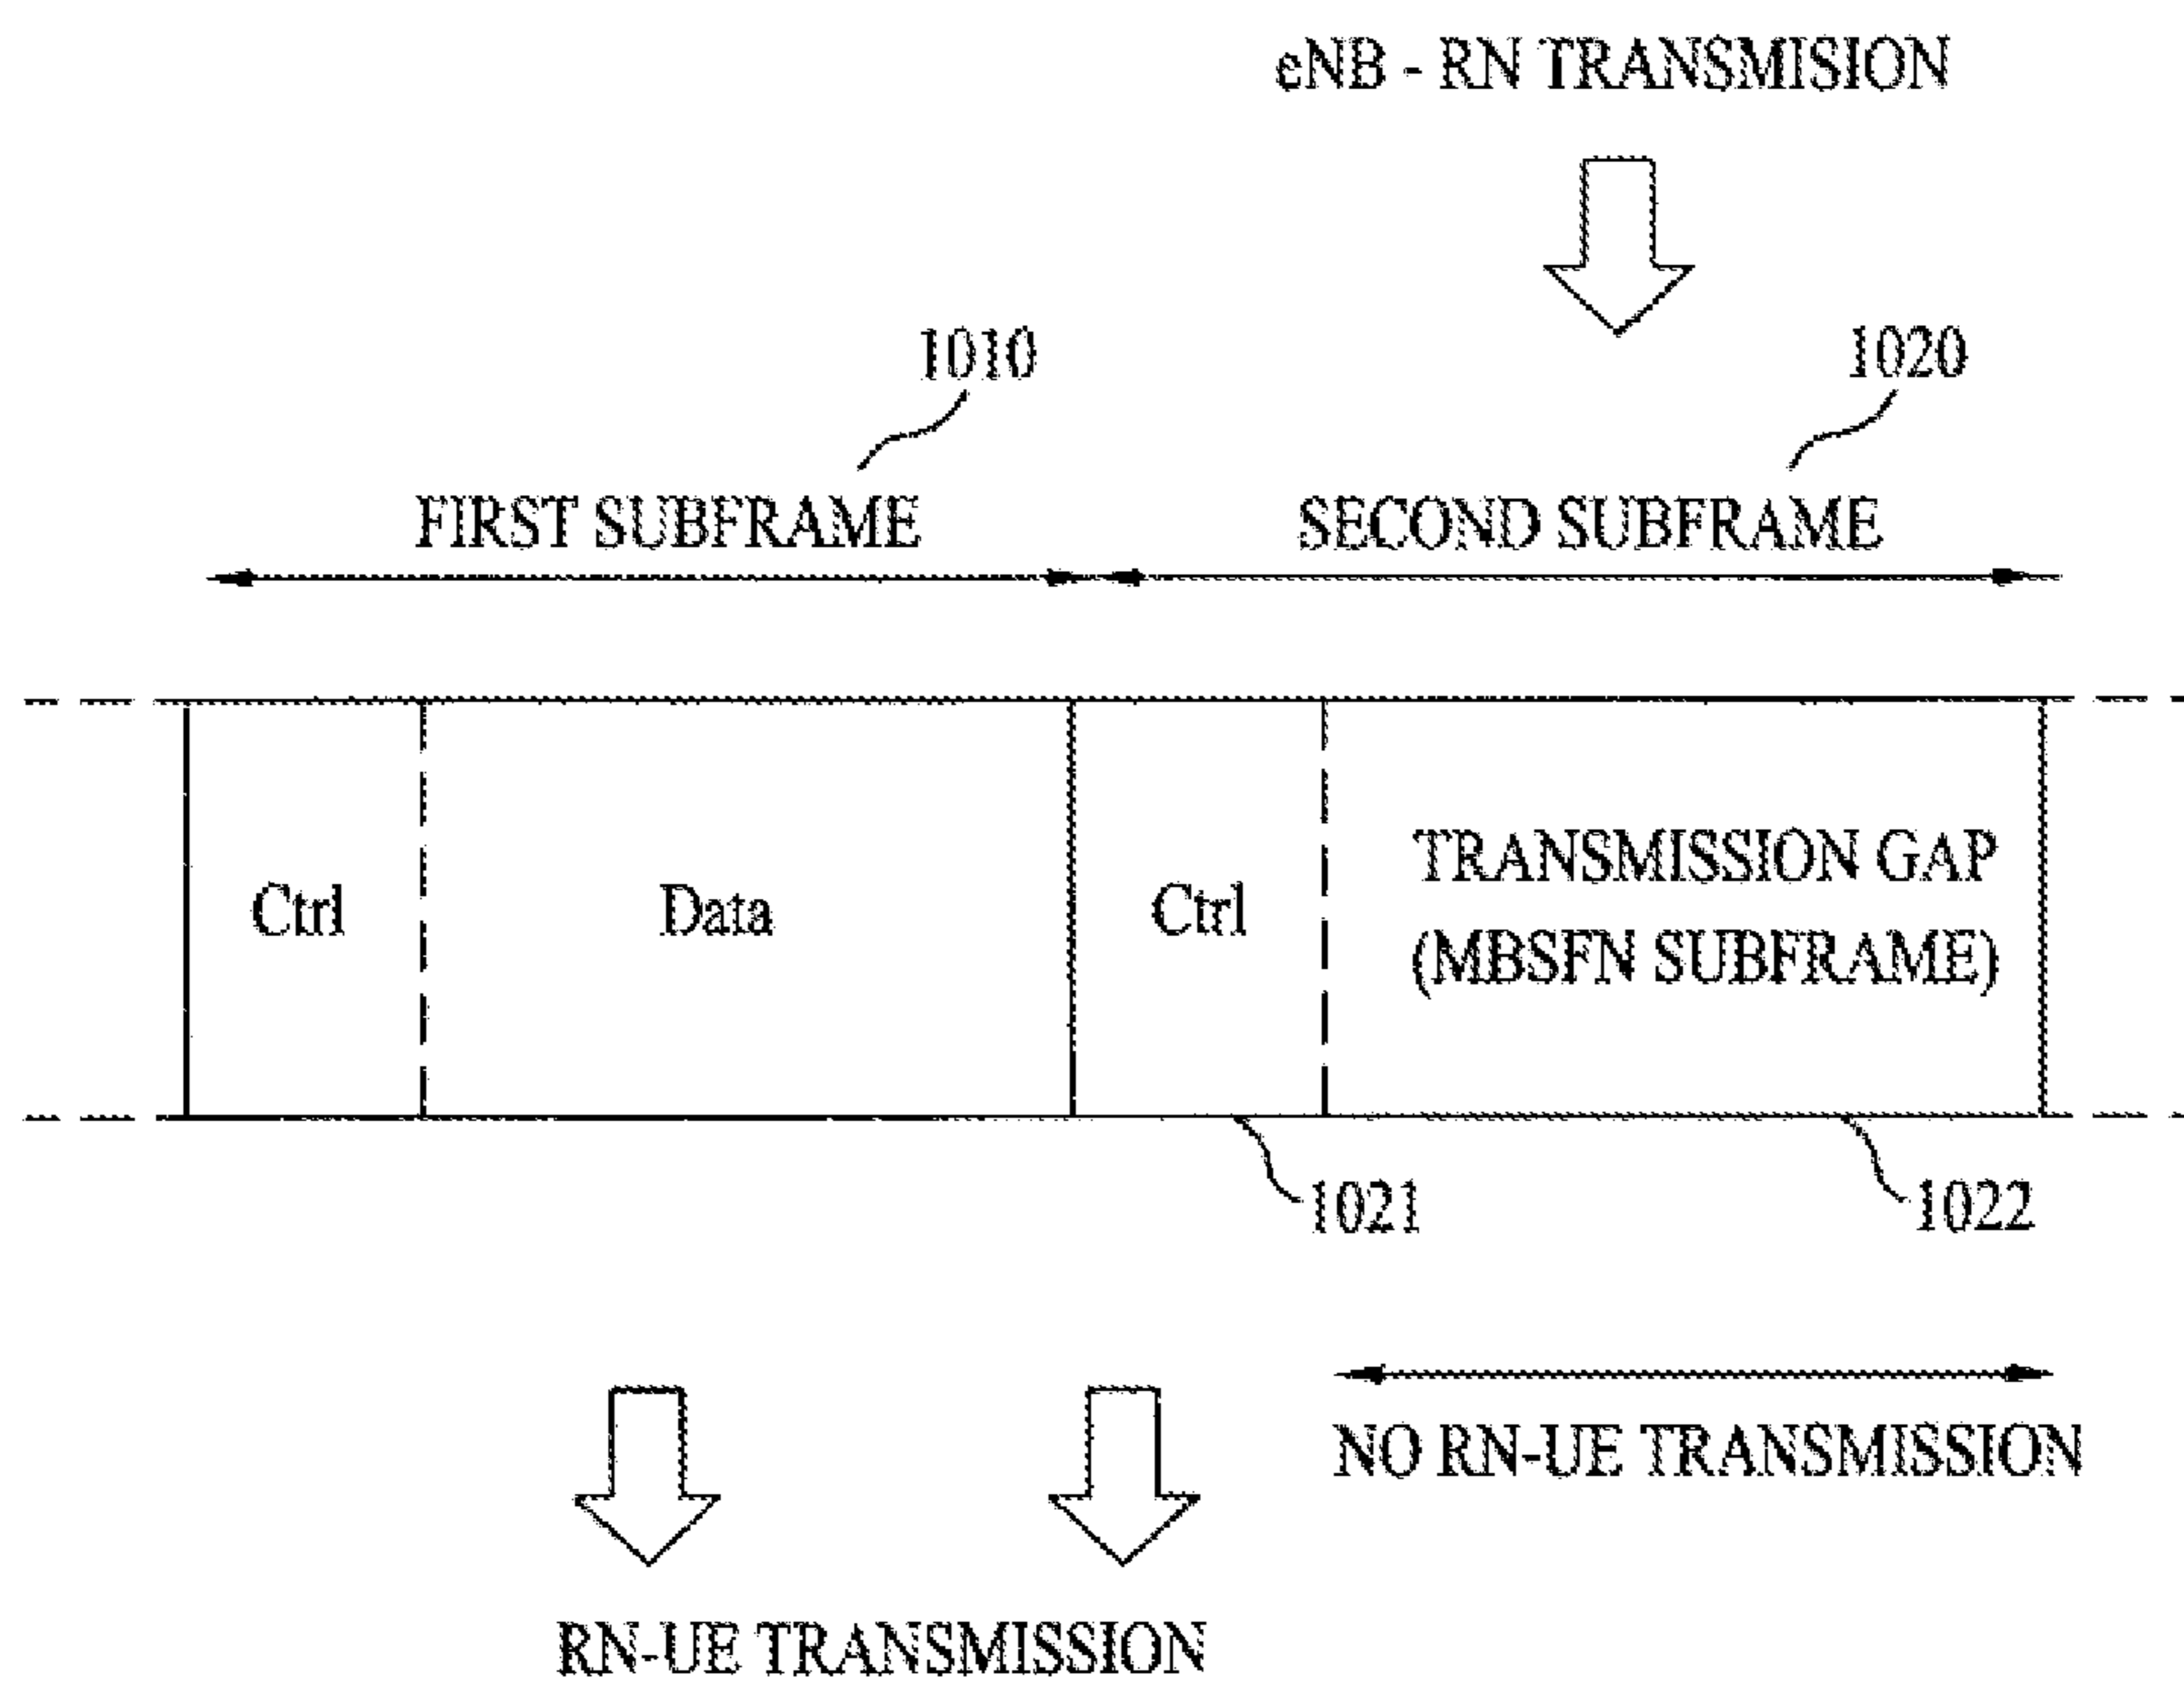 eNB - RN TRANSMISION
1010
1020
FIRST SUBFRAME
SECOND SUBFRAME
Ctrl
Data
Ctrl
TRANSMISSION GAP
(MBSFN SUBFRAME)
1021
1022
NO RN-UE TRANSMISSION
RN-UE TRANSMISSION